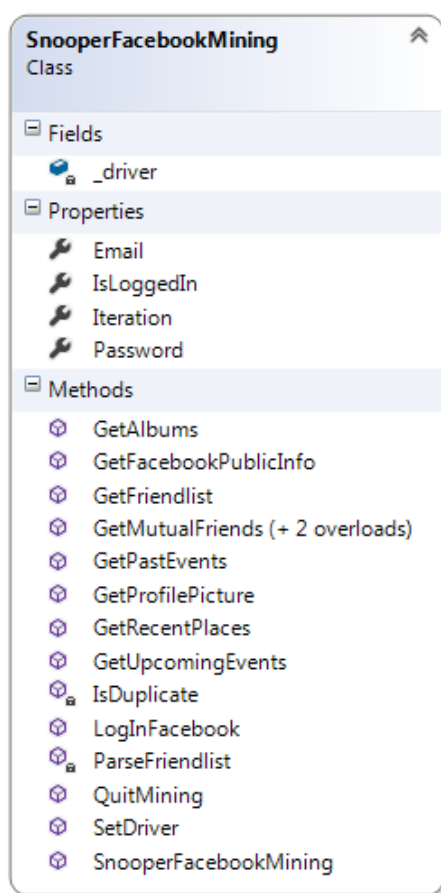 SnooperFacebookMining
Class
Fields
_driver
Properties
Email
IsLoggedIn
Iteration
Password
Methods
GetAlbums
GetFacebookPublicInfo
GetFriendlist
GetMutualFriends (+ 2 overloads)
GetPastEvents
GetProfilePicture
GetRecentPlaces
GetUpcomingEvents
IsDuplicate
LogInFacebook
ParseFriendlist
QuitMining
SetDriver
SnooperFacebookMining